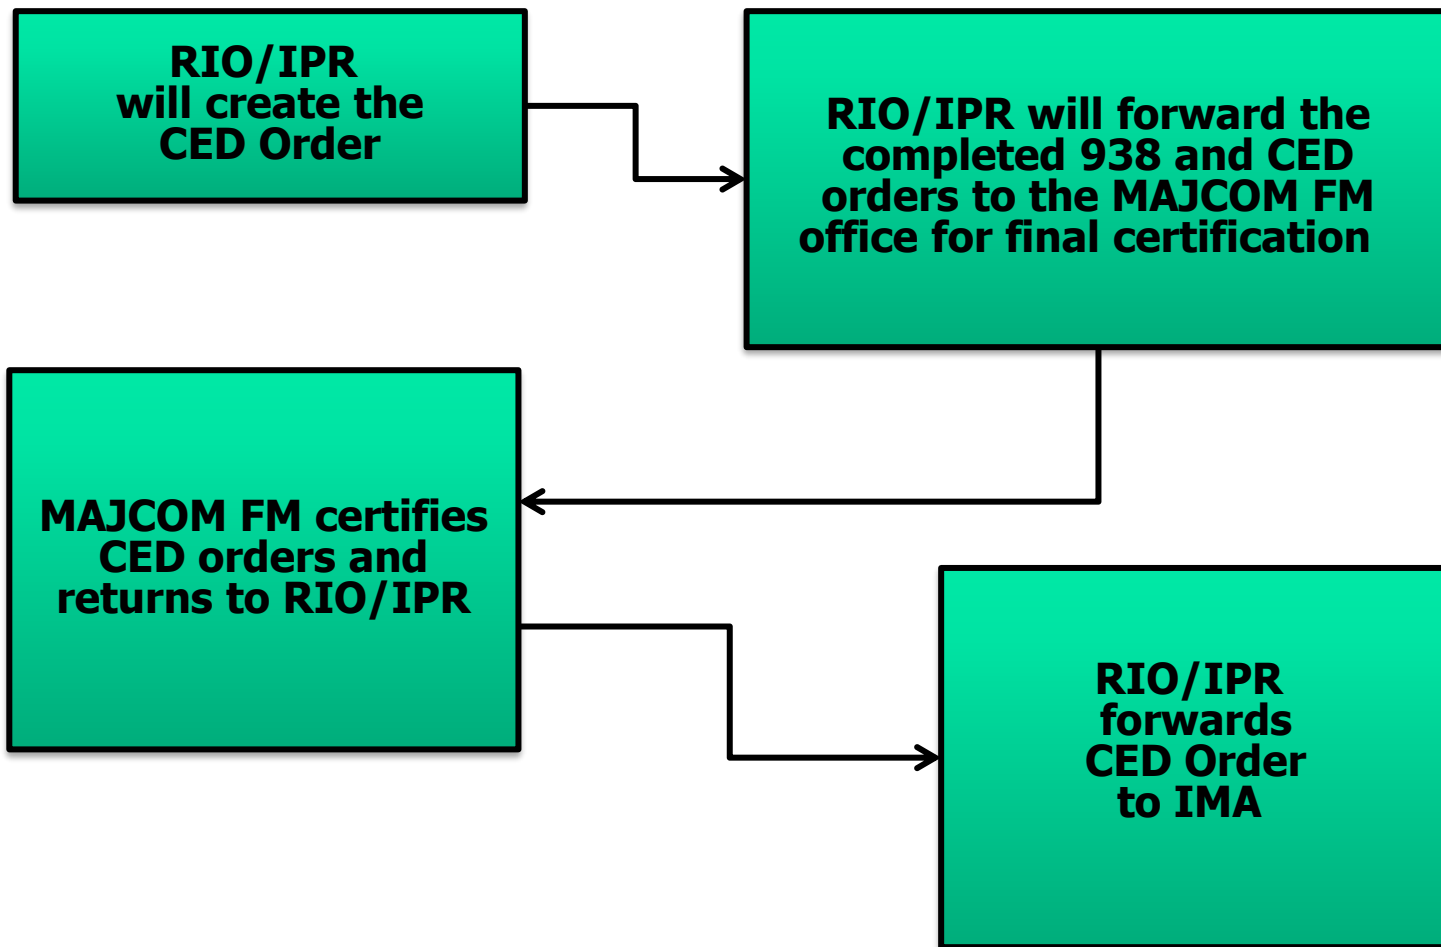 RIO/IPR
will create the
CED Order
RIO/IPR will forward the
completed 938 and CED
orders to the MAJCOM FM
office for final certification
MAJCOM FM certifies
CED orders and
returns to RIO/IPR
RIO/IPR
forwards
CED Order
to IMA